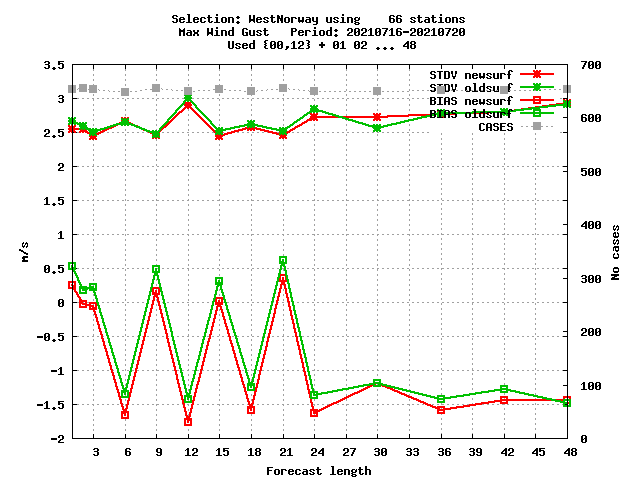 Selection: WestNorway using    66 stations
Max Wind Gust   Period: 20210716-20210720
Used {00,12} + 01 02 ... 48
3.5
3
2.5
2
1.5
1
0.5
0
-0.5
-1
-1.5
-2
m/s
700
600
500
400
300
200
100
0
No cases
STDV newsurf
STDV oldsurf
BIAS newsurf
BIAS oldsurf
CASES
3 6 9 12 15 18 21 24 27 30 33 36 39 42 45 48
Forecast length